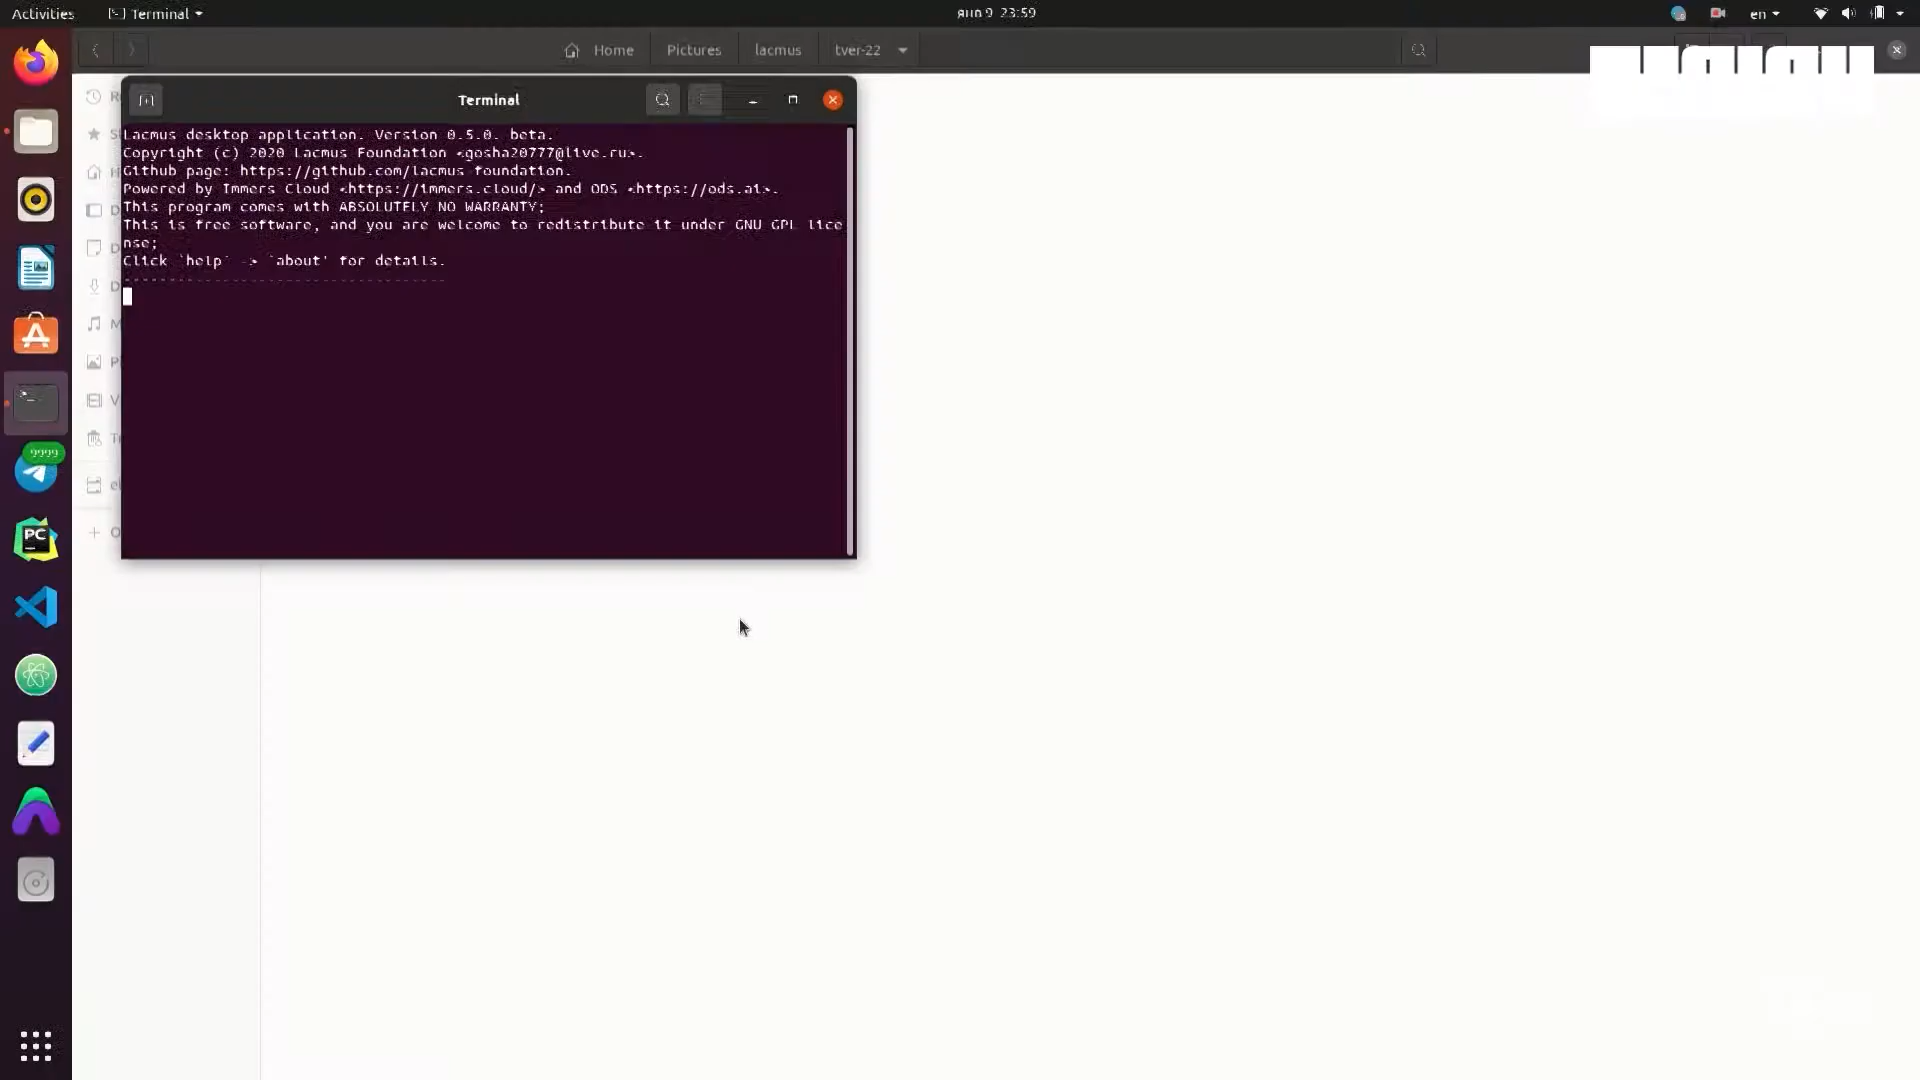 Activities
Terminal
апр 9 23:59
en
Home
Pictures
lacmus
tver-22
Terminal
Lacmus desktop application. Version 0.5.0. beta.
Copyright (c) 2020 Lacmus Foundation <gosha20777@live.ru>.
Github page: https://github.com/lacmus-foundation.
Powered by Immers Cloud <https://immers.cloud/> and ODS <https://ods.ai>.
This program comes with ABSOLUTELY NO WARRANTY;
This is free software, and you are welcome to redistribute it under GNU GPL lice
nse;
Click `help` -> `about' for details.
------------------------------------
9999
PC